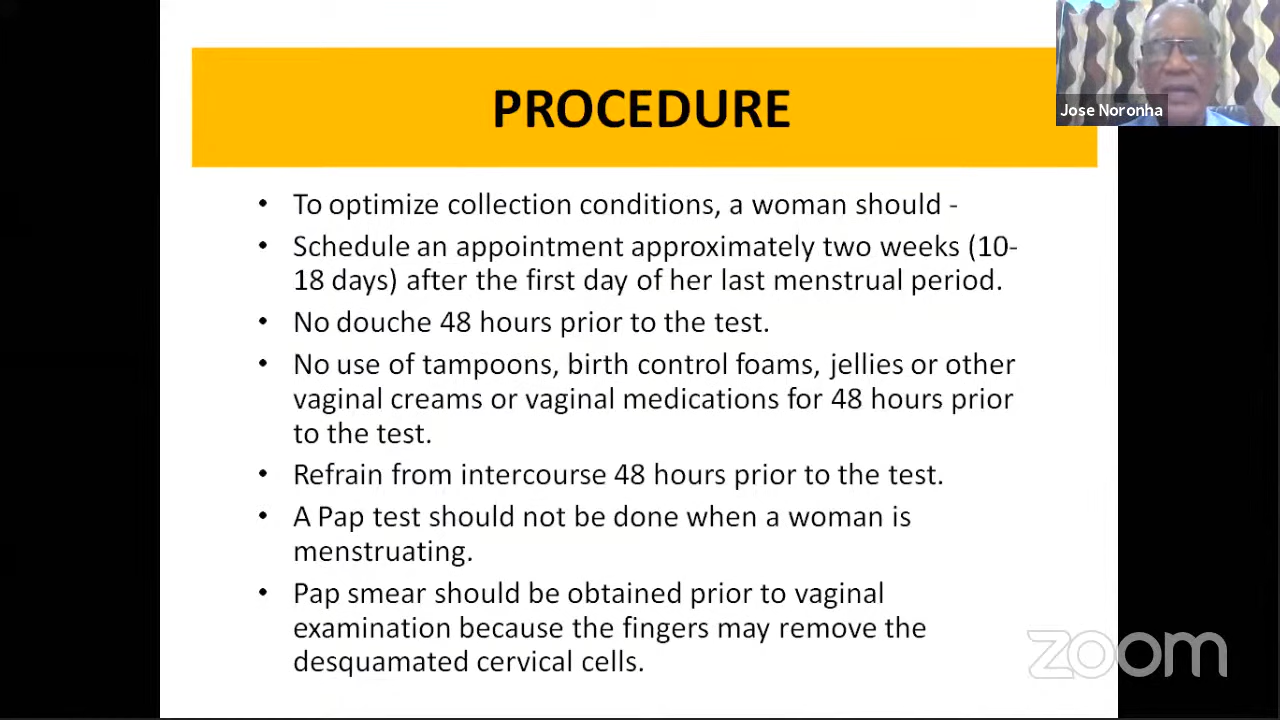 PROCEDURE
Jose Noronha
• To optimize collection conditions, a woman should -
• Schedule an appointment approximately two weeks (10-
18 days) after the first day of her last menstrual period.
• No douche 48 hours prior to the test.
• No use of tampoons, birth control foams, jellies or other
vaginal creams or vaginal medications for 48 hours prior
to the test.
• Refrain from intercourse 48 hours prior to the test.
• A Pap test should not be done when a woman is
menstruating.
• Pap smear should be obtained prior to vaginal
examination because the fingers may remove the
desquamated cervical cells.
zoom